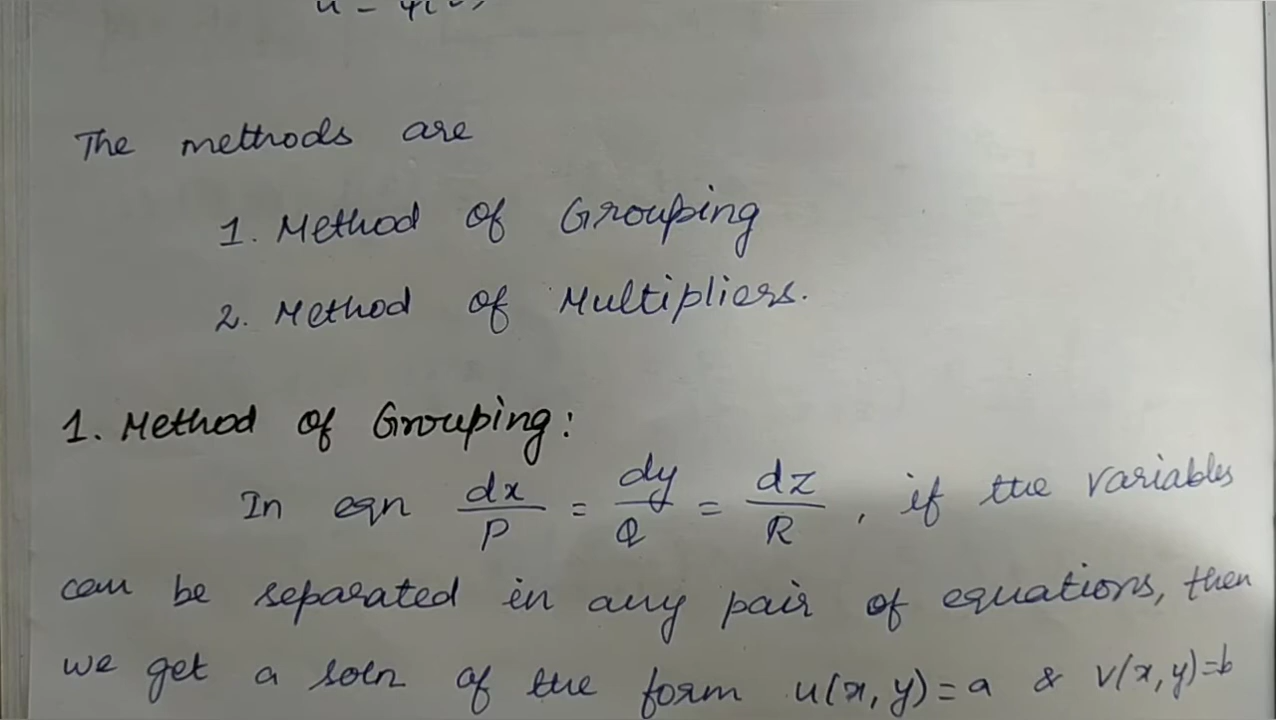 The methods are
1. Method of Grouping
2. Method of Multipliers.
1. Method of Grouping:
In eqn dx/P = dy/Q = dz/R, if the variables
can be separated in any pair of equations, then
we get a soln of the form u(x, y)=a & v(x, y)=b